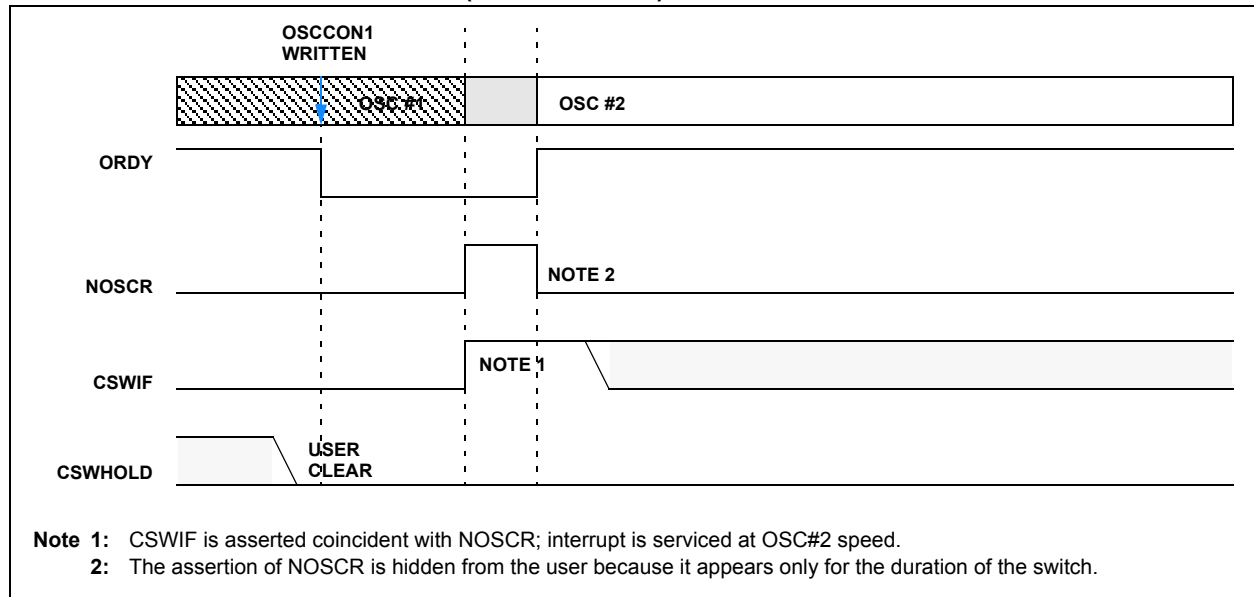 OSCCON1
WRITTEN
OSC #1
OSC #2
ORDY
NOSCR
NOTE 2
CSWIF
NOTE 1
CSWHOLD
USER
CLEAR
Note 1: CSWIF is asserted coincident with NOSCR; interrupt is serviced at OSC#2 speed.
2: The assertion of NOSCR is hidden from the user because it appears only for the duration of the switch.